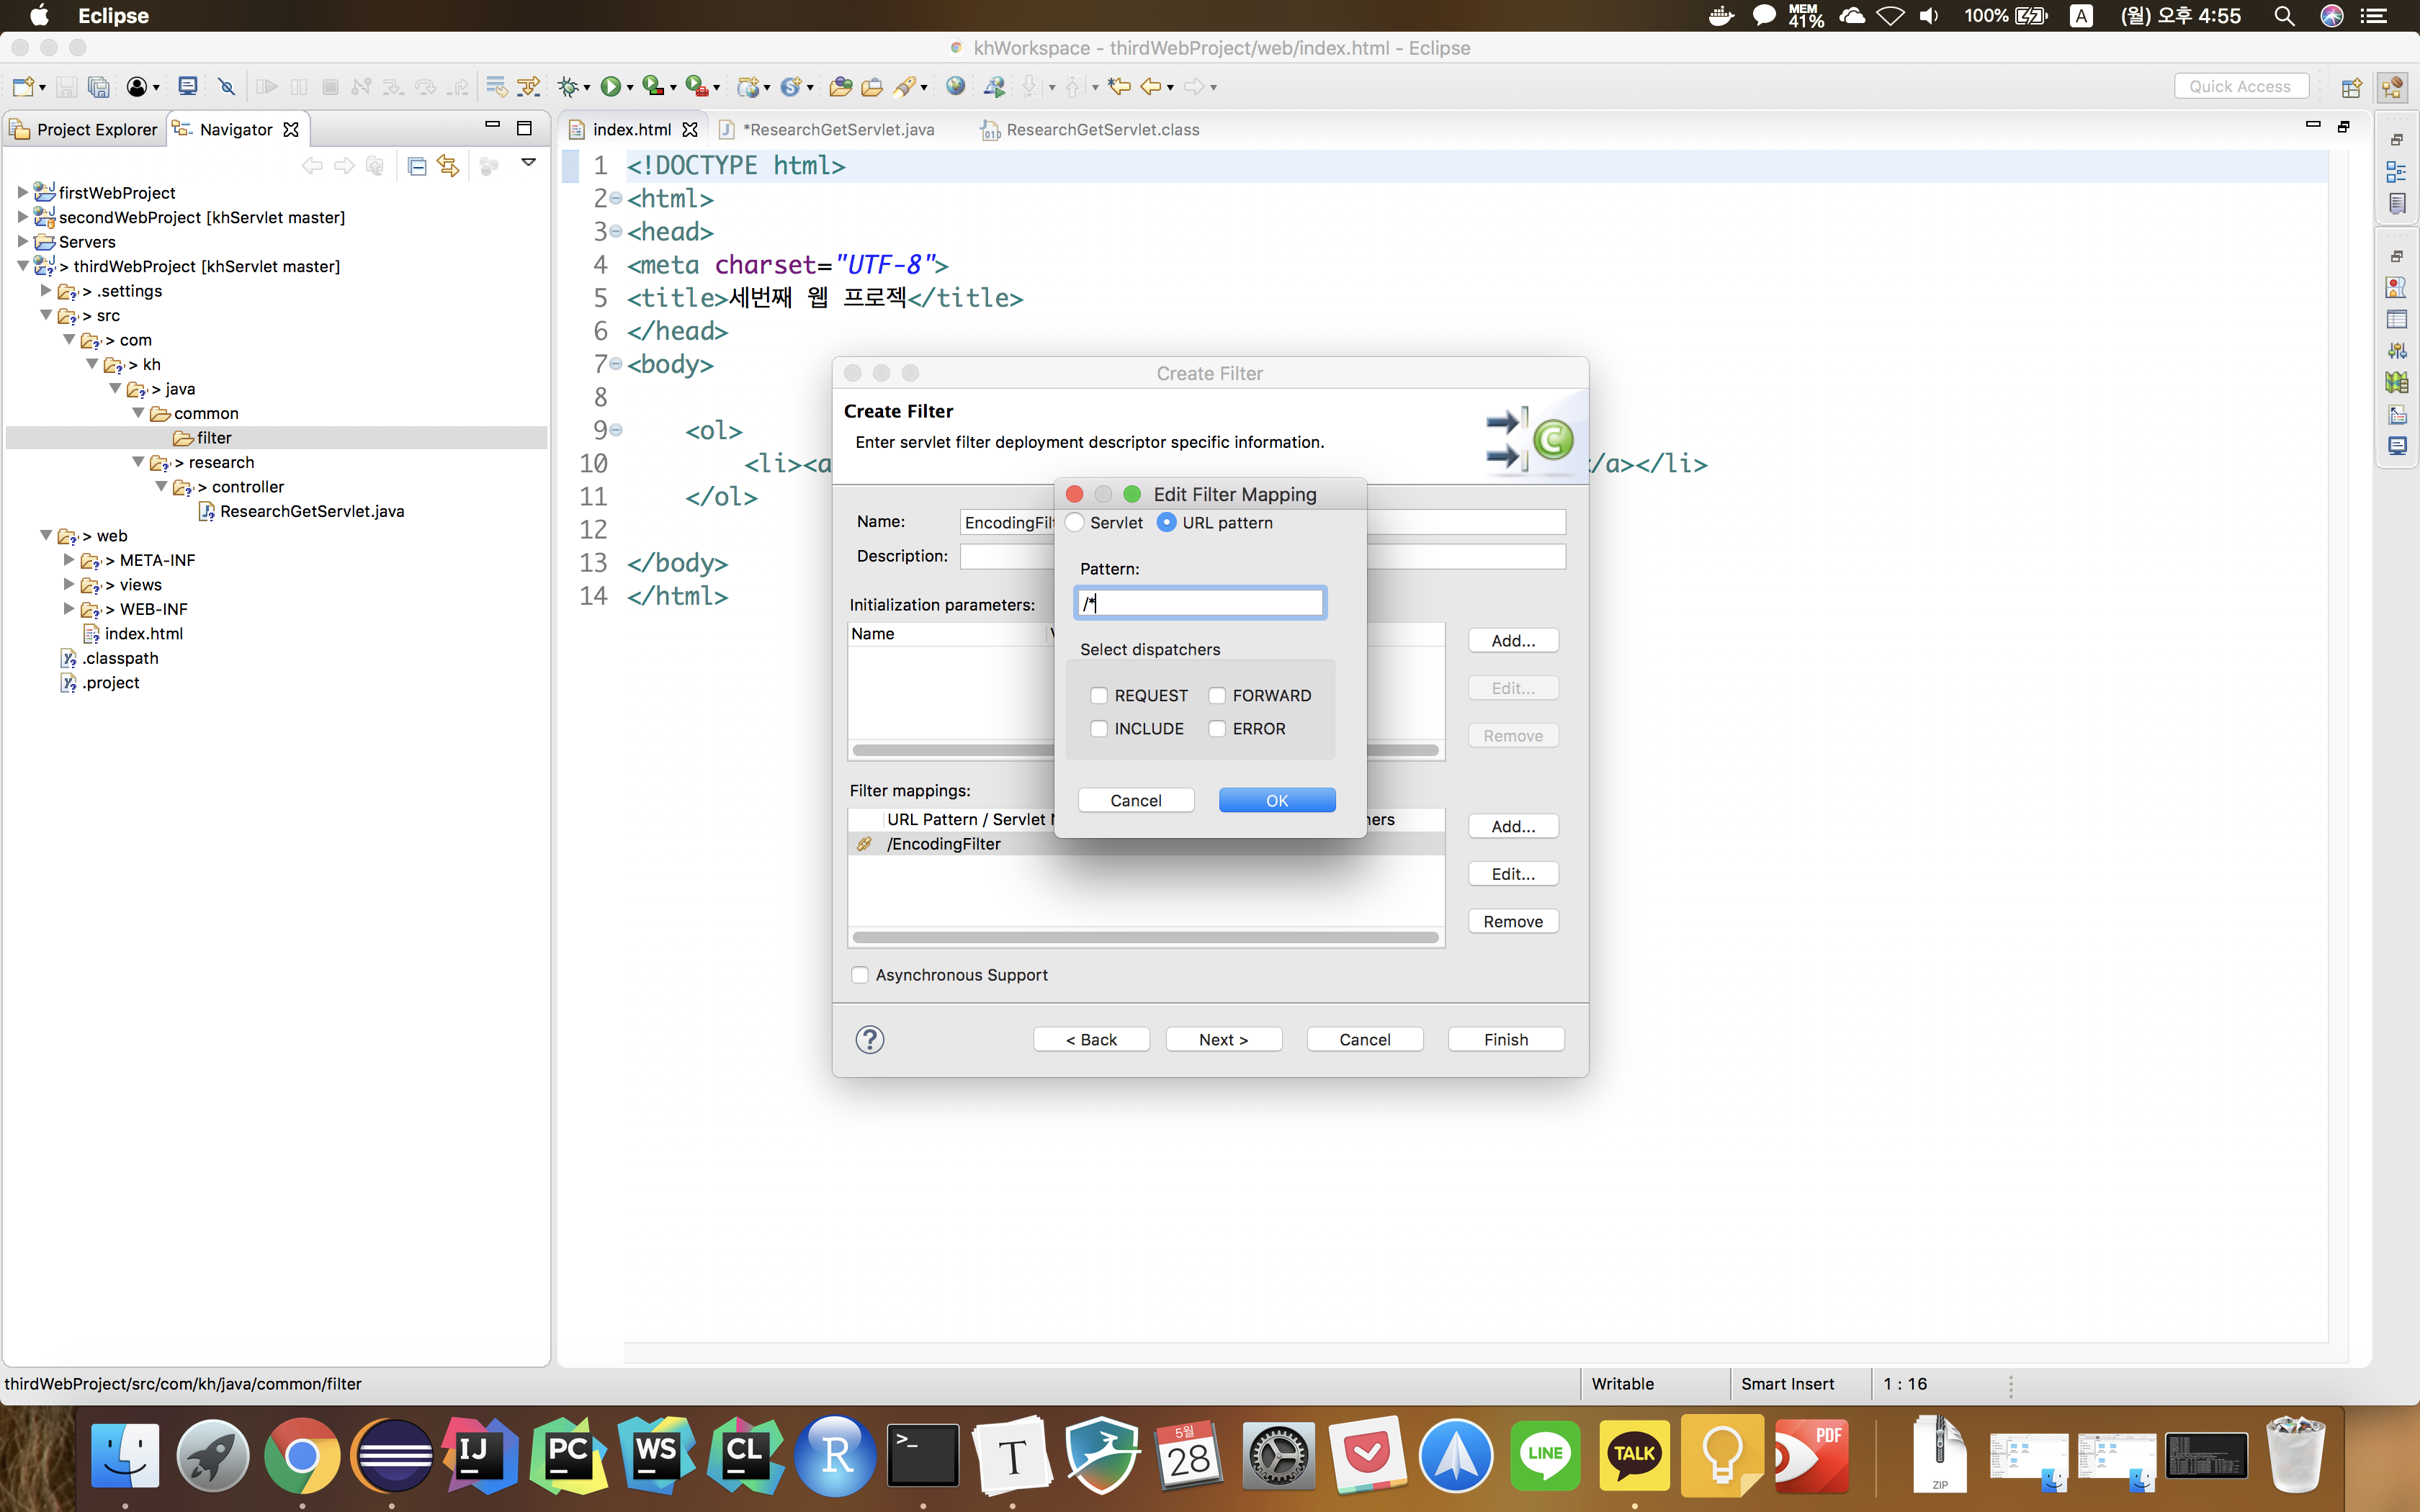 Eclipse
MEM
41%
100%
A
(월) 오후 4:55
khWorkspace - thirdWebProject/web/index.html - Eclipse
Quick Access
Project Explorer
Navigator
index.html
*ResearchGetServlet.java
ResearchGetServlet.class
firstWebProject
secondWebProject [khServlet master]
Servers
> thirdWebProject [khServlet master]
> .settings
> src
> com
> kh
> java
common
filter
> research
> controller
ResearchGetServlet.java
> web
> META-INF
> views
> WEB-INF
index.html
.classpath
.project
1 <!DOCTYPE html>
2 <html>
3 <head>
4 <meta charset="UTF-8">
5 <title>세번째 웹 프로젝</title>
6 </head>
7 <body>
8
9 <ol>
10 <li><a /a></li>
11 </ol>
12
13 </body>
14 </html>
Create Filter
Create Filter
Enter servlet filter deployment descriptor specific information.
Name:
EncodingFilt
Description:
Initialization parameters:
Name
Add...
Edit...
Remove
Filter mappings:
URL Pattern / Servlet
ers
/EncodingFilter
Add...
Edit...
Remove
Asynchronous Support
< Back
Next >
Cancel
Finish
Edit Filter Mapping
Servlet
URL pattern
Pattern:
/*
Select dispatchers
REQUEST
FORWARD
INCLUDE
ERROR
Cancel
OK
thirdWebProject/src/com/kh/java/common/filter
Writable
Smart Insert
1 : 16
IJ
PC
WS
CL
R
>_
T
5월
28
LINE
TALK
PDF
ZIP